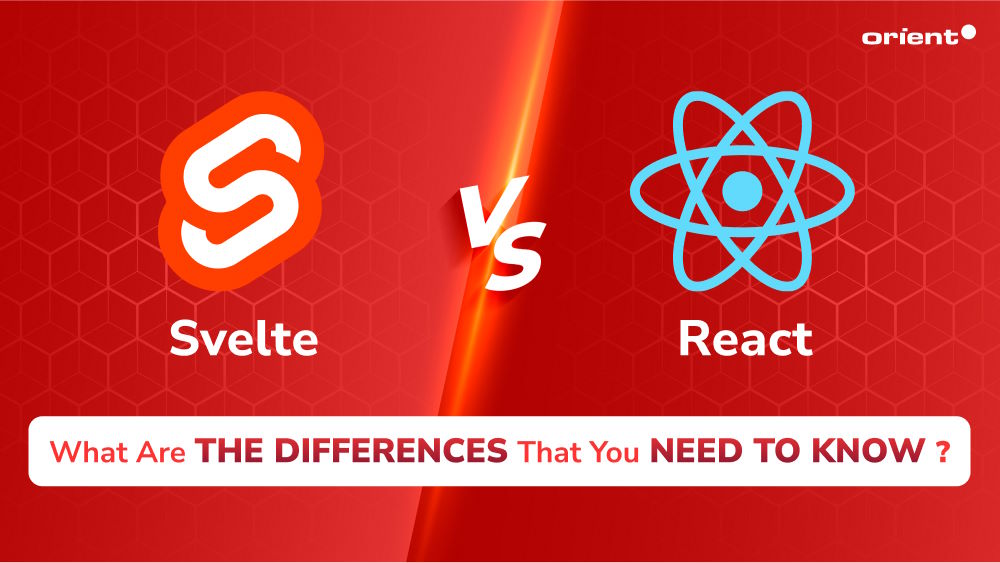 orient
VS
Svelte
React
What Are THE DIFFERENCES That You NEED TO KNOW ?